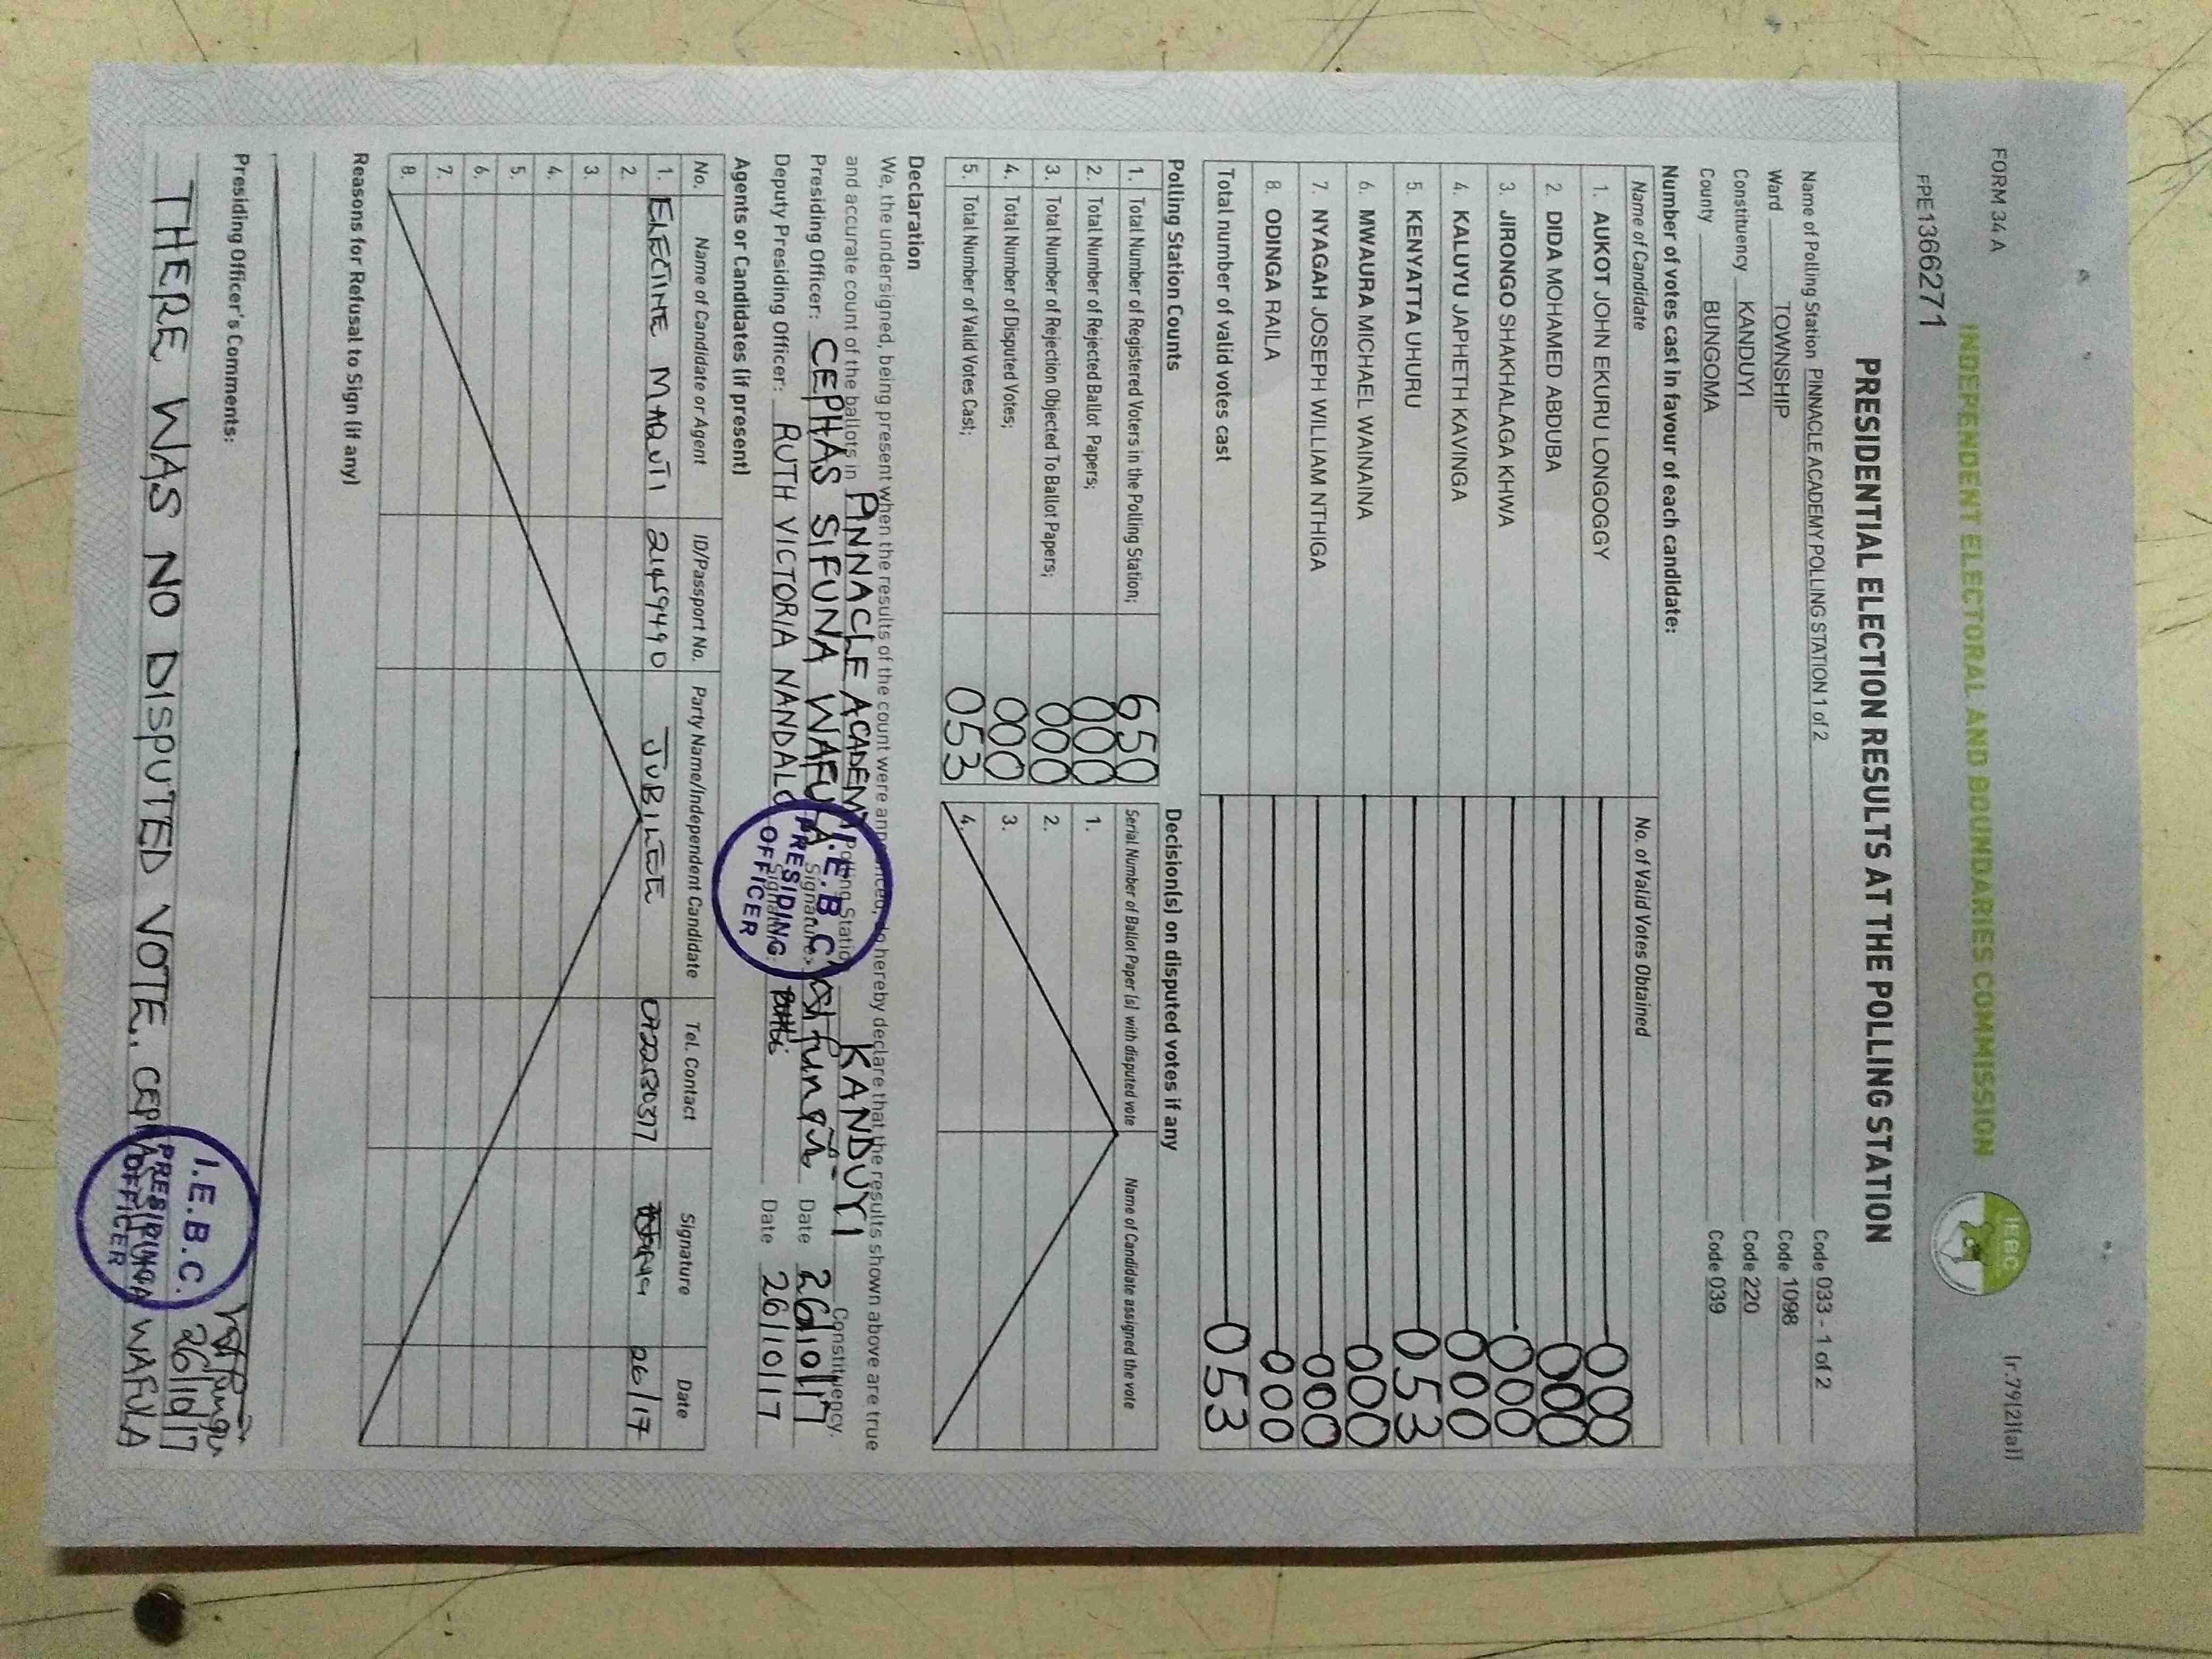 FORM 34 A
(r.79(2)(a))
INDEPENDENT ELECTORAL AND BOUNDARIES COMMISSION
IEBC
FPE1366271
PRESIDENTIAL ELECTION RESULTS AT THE POLLING STATION
Name of Polling Station PINNACLE ACADEMY POLLING STATION 1 of 2 Code 033 - 1 of 2
Ward TOWNSHIP Code 1098
Constituency KANDUYI Code 220
County BUNGOMA Code 039
Number of votes cast in favour of each candidate:
Name of Candidate No. of Valid Votes Obtained
1. AUKOT JOHN EKURU LONGOGGY 000
2. DIDA MOHAMED ABDUBA 000
3. JIRONGO SHAKHALAGA KHWA 000
4. KALUYU JAPHETH KAVINGA 000
5. KENYATTA UHURU 053
6. MWAURA MICHAEL WAINAINA 000
7. NYAGAH JOSEPH WILLIAM NTHIGA 000
8. ODINGA RAILA 000
Total number of valid votes cast 053
Polling Station Counts
1. Total Number of Registered Voters in the Polling Station; 650
2. Total Number of Rejected Ballot Papers; 000
3. Total Number of Rejection Objected To Ballot Papers; 000
4. Total Number of Disputed Votes; 000
5. Total Number of Valid Votes Cast; 053
Decision(s) on disputed votes if any
Serial Number of Ballot Paper (s) with disputed vote Name of Candidate assigned the vote
1.
2.
3.
4.
Declaration
We, the undersigned, being present when the results of the count were announced, do hereby declare that the results shown above are true
and accurate count of the ballots in PINNACLE ACADEMY Polling Station KANDUYI Constituency.
Presiding Officer: CEPHAS SIFUNA WAFULA Signature Date 26/10/17
Deputy Presiding Officer: RUTH VICTORIA NANDALO Signature Date 26/10/17
I.E.B.C
PRESIDING
OFFICER
Agents or Candidates (if present)
No. Name of Candidate or Agent ID/Passport No. Party Name/Independent Candidate Tel. Contact Signature Date
1. JUBILEE 26/17
2.
3.
4.
5.
6.
7.
8.
Reasons for Refusal to Sign (if any)
Presiding Officer's Comments:
THERE WAS NO DISPUTED VOTE. CEPHAS SIFUNA WAFULA
26/10/17
I.E.B.C.
PRESIDING
OFFICER